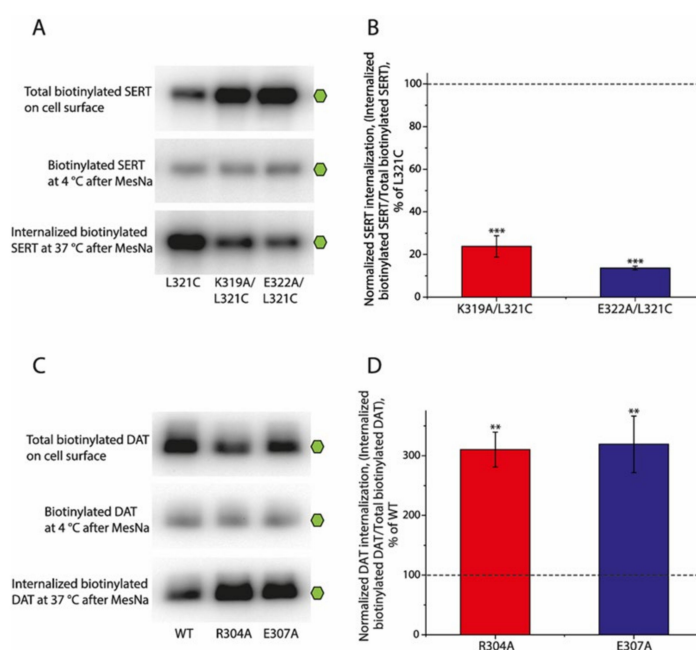 A
Total biotinylated SERT
on cell surface
Biotinylated SERT
at 4 °C after MesNa
Internalized biotinylated
SERT at 37 °C after MesNa
L321C
K319A/
L321C
E322A/
L321C
B
Normalized SERT internalization, (Internalized
biotinylated SERT/Total biotinylated SERT),
% of L321C
100
80
60
40
20
0
***
***
K319A/L321C
E322A/L321C
C
Total biotinylated DAT
on cell surface
Biotinylated DAT
at 4 °C after MesNa
Internalized biotinylated
DAT at 37 °C after MesNa
WT
R304A
E307A
D
Normalized DAT internalization, (Internalized
biotinylated DAT/Total biotinylated DAT),
% of WT
300
200
100
0
**
**
R304A
E307A